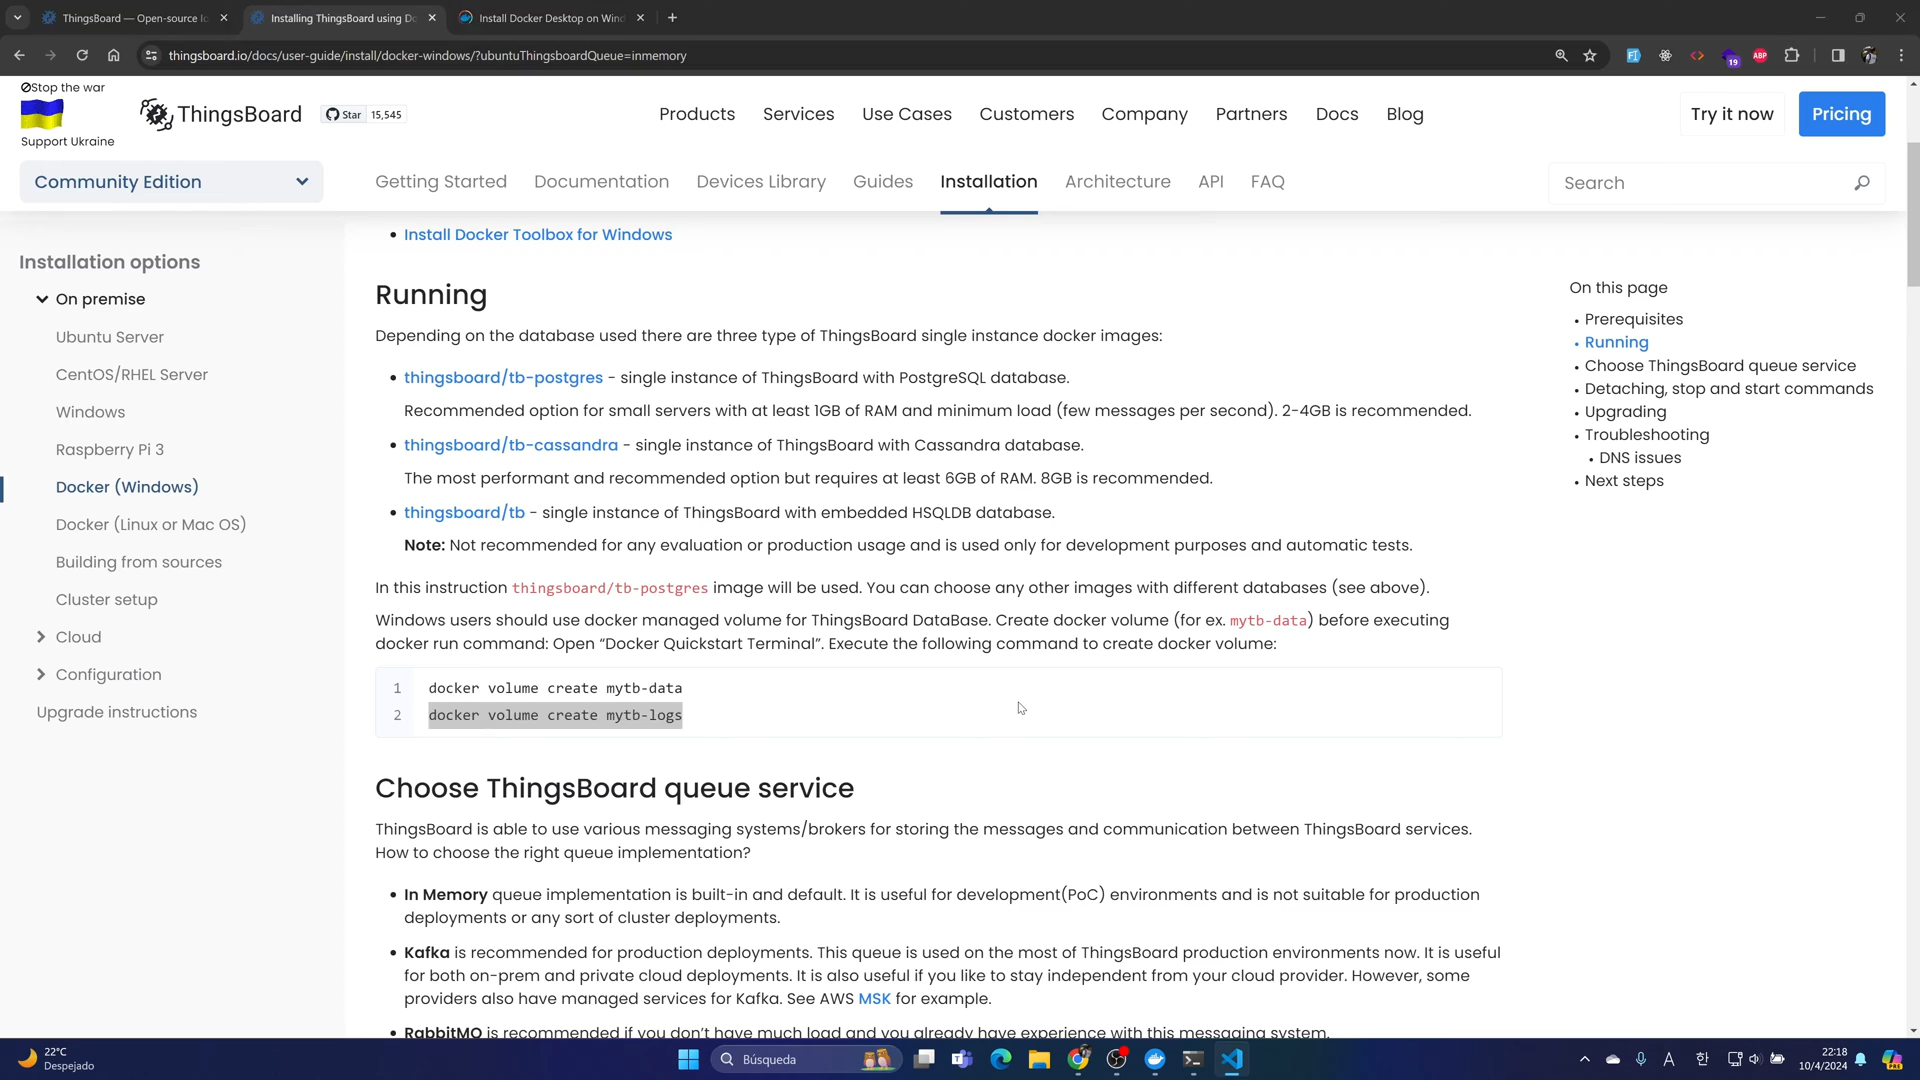 ThingsBoard — Open-source Io
Installing ThingsBoard using Do
Install Docker Desktop on Wind
thingsboard.io/docs/user-guide/install/docker-windows/?ubuntuThingsboardQueue=inmemory
19
ABP
Stop the war
Support Ukraine
ThingsBoard
Star 15,545
Products Services Use Cases Customers Company Partners Docs Blog
Try it now
Pricing
Community Edition
Getting Started Documentation Devices Library Guides Installation Architecture API FAQ
Search
Installation options
On premise
Ubuntu Server
CentOS/RHEL Server
Windows
Raspberry Pi 3
Docker (Windows)
Docker (Linux or Mac OS)
Building from sources
Cluster setup
Cloud
Configuration
Upgrade instructions
• Install Docker Toolbox for Windows
Running
Depending on the database used there are three type of ThingsBoard single instance docker images:
• thingsboard/tb-postgres - single instance of ThingsBoard with PostgreSQL database.
Recommended option for small servers with at least 1GB of RAM and minimum load (few messages per second). 2-4GB is recommended.
• thingsboard/tb-cassandra - single instance of ThingsBoard with Cassandra database.
The most performant and recommended option but requires at least 6GB of RAM. 8GB is recommended.
• thingsboard/tb - single instance of ThingsBoard with embedded HSQLDB database.
Note: Not recommended for any evaluation or production usage and is used only for development purposes and automatic tests.
In this instruction thingsboard/tb-postgres image will be used. You can choose any other images with different databases (see above).
Windows users should use docker managed volume for ThingsBoard DataBase. Create docker volume (for ex. mytb-data) before executing
docker run command: Open “Docker Quickstart Terminal”. Execute the following command to create docker volume:
1 docker volume create mytb-data
2 docker volume create mytb-logs
Choose ThingsBoard queue service
ThingsBoard is able to use various messaging systems/brokers for storing the messages and communication between ThingsBoard services.
How to choose the right queue implementation?
• In Memory queue implementation is built-in and default. It is useful for development(PoC) environments and is not suitable for production
deployments or any sort of cluster deployments.
• Kafka is recommended for production deployments. This queue is used on the most of ThingsBoard production environments now. It is useful
for both on-prem and private cloud deployments. It is also useful if you like to stay independent from your cloud provider. However, some
providers also have managed services for Kafka. See AWS MSK for example.
• RabbitMQ is recommended if you don’t have much load and you already have experience with this messaging system.
On this page
• Prerequisites
• Running
• Choose ThingsBoard queue service
• Detaching, stop and start commands
• Upgrading
• Troubleshooting
• DNS issues
• Next steps
22°C
Despejado
Búsqueda
A
한
22:18
10/4/2024
PRE